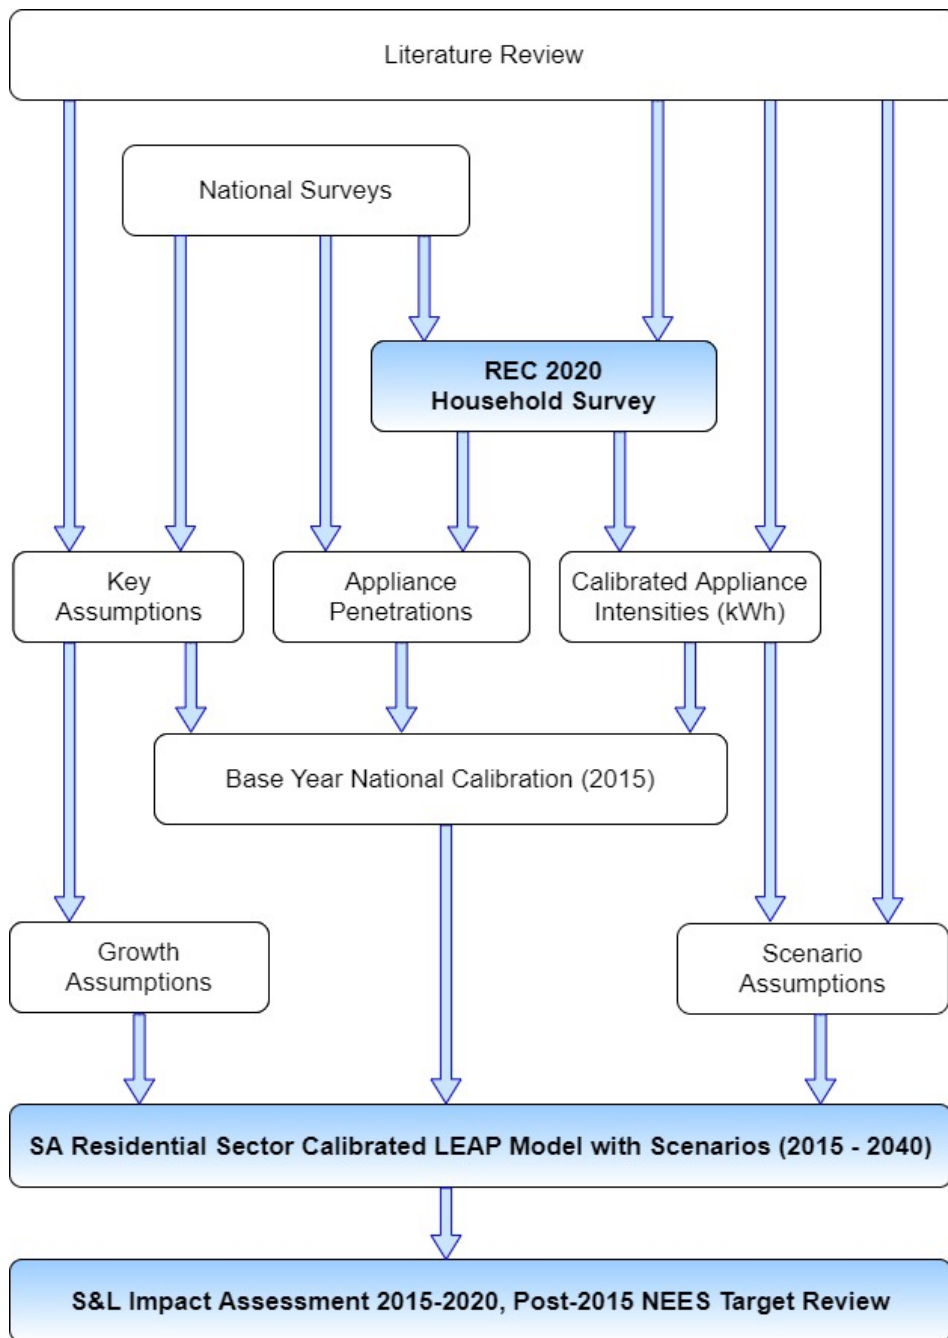 Literature Review
National Surveys
REC 2020
Household Survey
Key
Assumptions
Appliance
Penetrations
Calibrated Appliance
Intensities (kWh)
Base Year National Calibration (2015)
Growth
Assumptions
Scenario
Assumptions
SA Residential Sector Calibrated LEAP Model with Scenarios (2015 - 2040)
S&L Impact Assessment 2015-2020, Post-2015 NEES Target Review